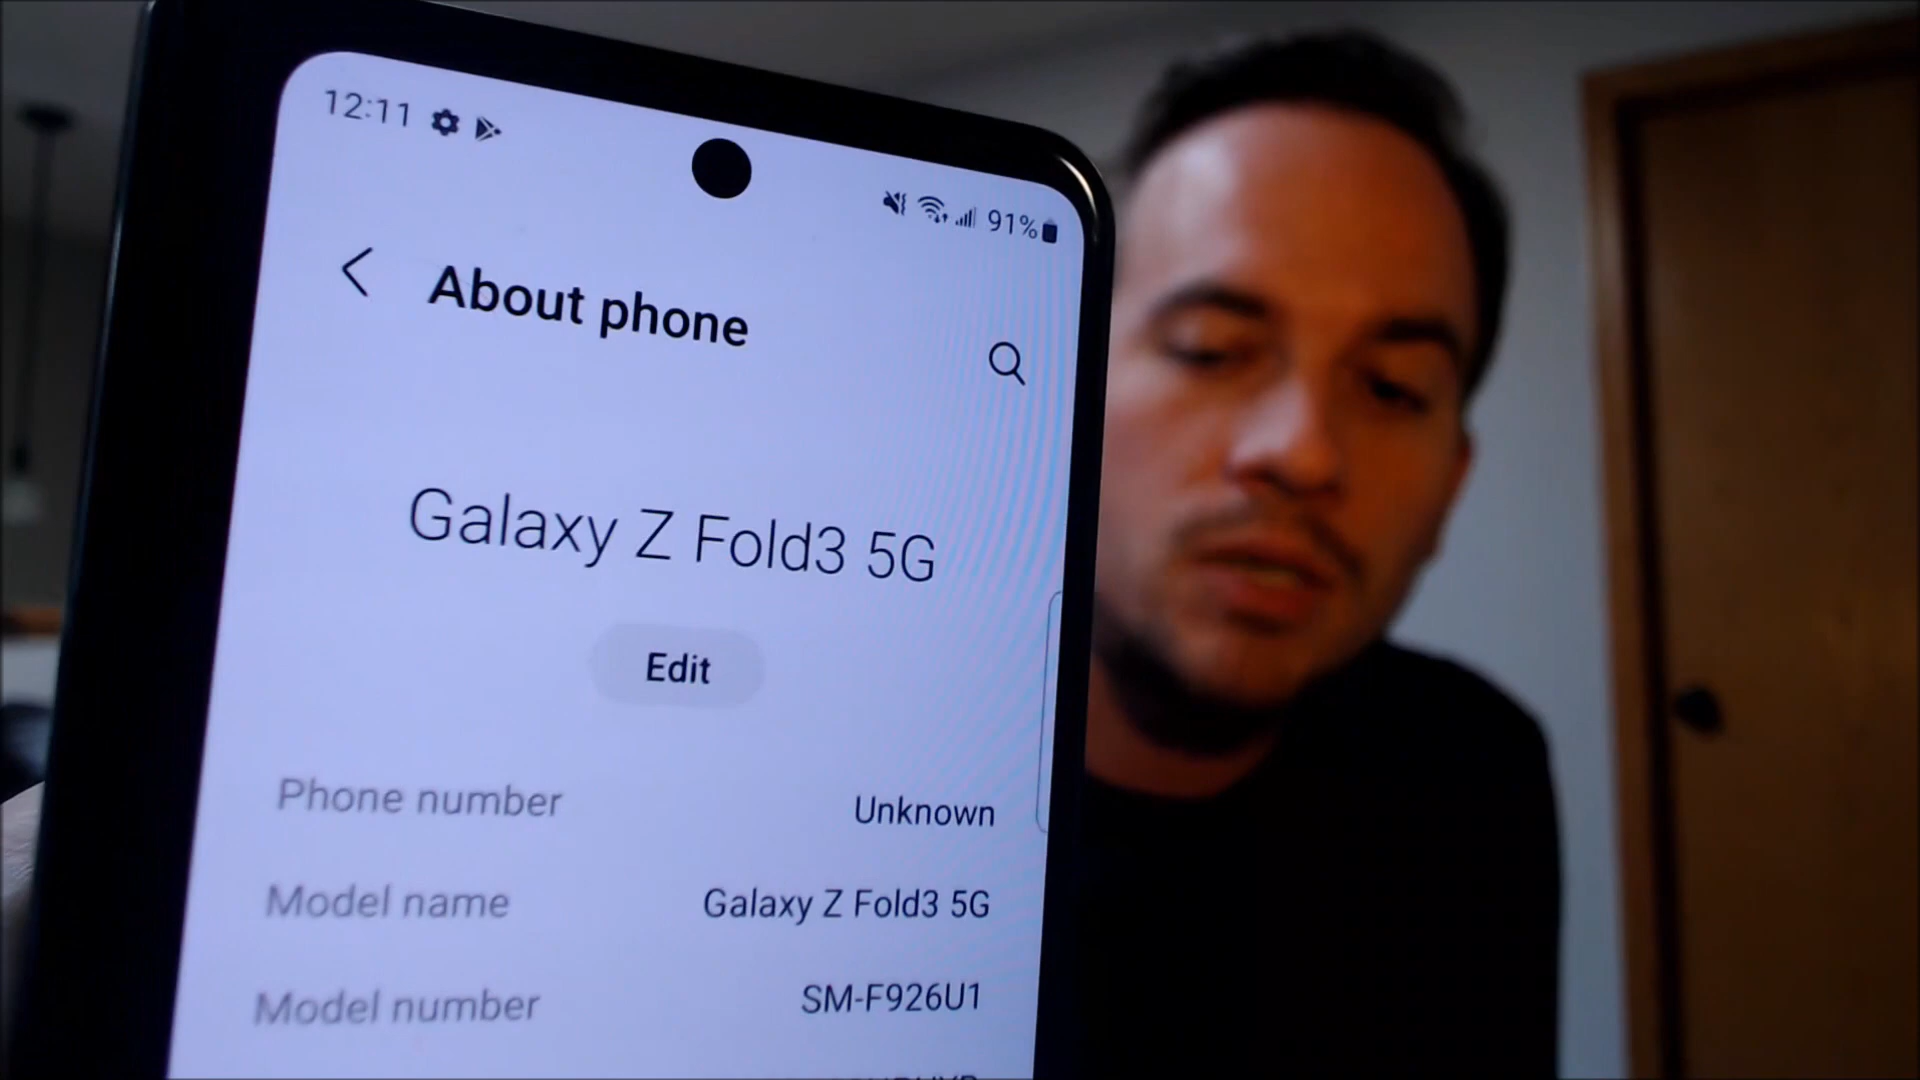 12:11
91%
About phone
Galaxy Z Fold3 5G
Edit
Phone number Unknown
Model name Galaxy Z Fold3 5G
Model number SM-F926U1